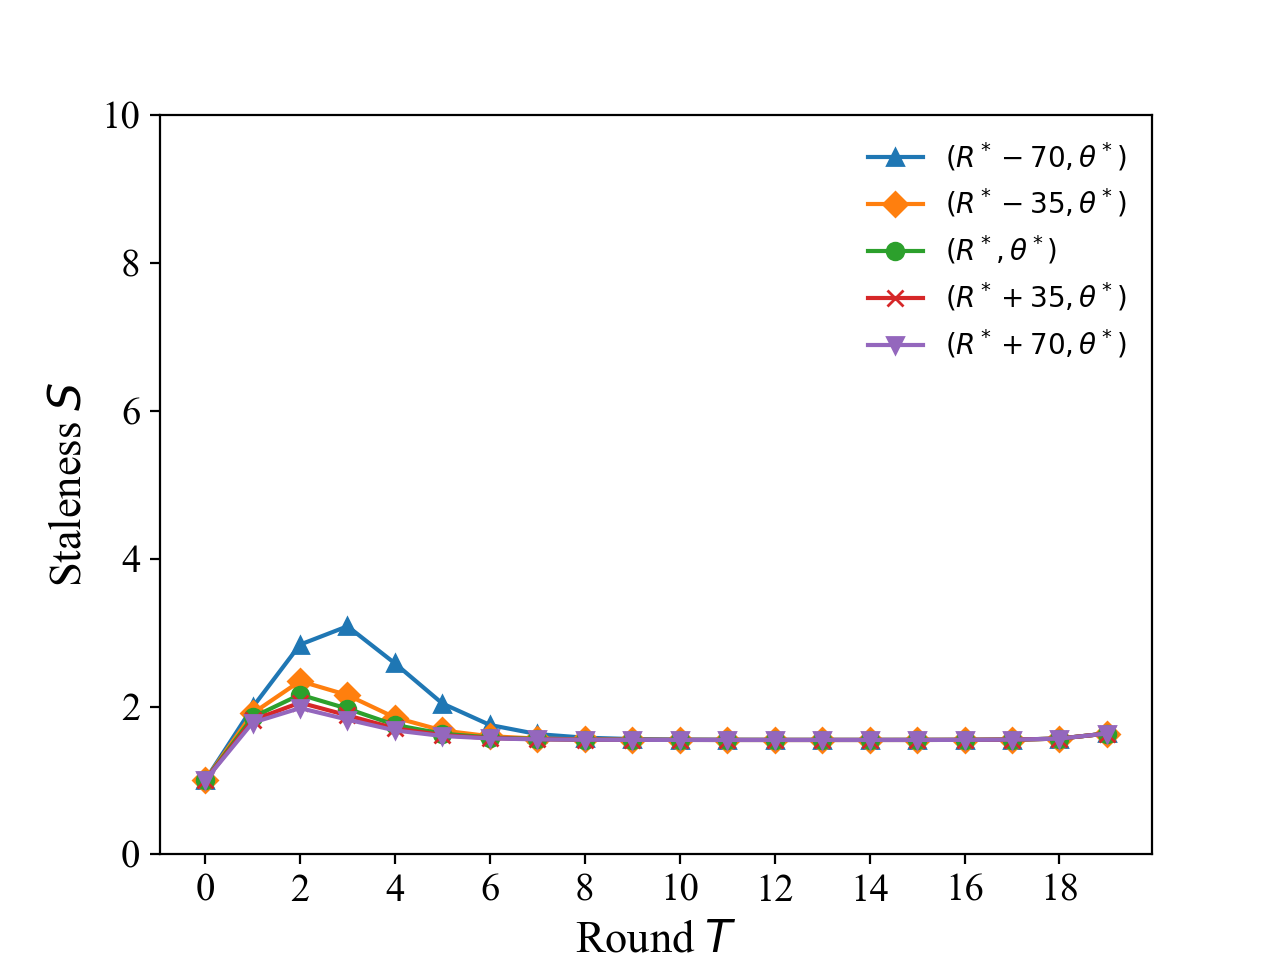 10
8
6
4
2
0
Staleness S
(R* − 70, θ*)
(R* − 35, θ*)
(R*, θ*)
(R* + 35, θ*)
(R* + 70, θ*)
0 2 4 6 8 10 12 14 16 18
Round T